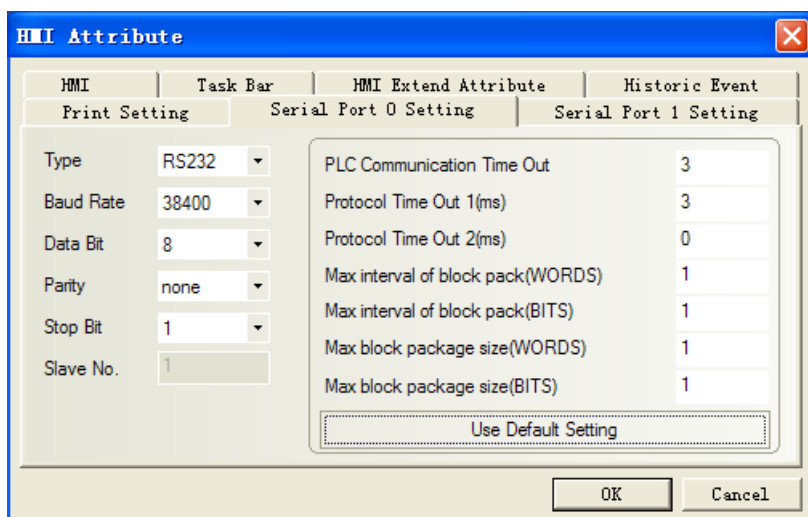 HMI Attribute
HMI Task Bar HMI Extend Attribute Historic Event
Print Setting Serial Port 0 Setting Serial Port 1 Setting
Type RS232
Baud Rate 38400
Data Bit 8
Parity none
Stop Bit 1
Slave No. 1
PLC Communication Time Out 3
Protocol Time Out 1(ms) 3
Protocol Time Out 2(ms) 0
Max interval of block pack(WORDS) 1
Max interval of block pack(BITS) 1
Max block package size(WORDS) 1
Max block package size(BITS) 1
Use Default Setting
OK Cancel